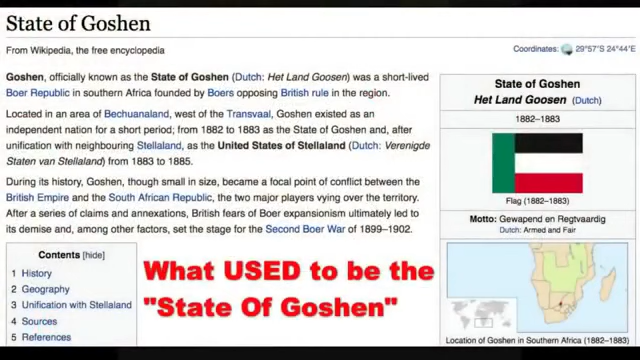 State of Goshen
From Wikipedia, the free encyclopedia
Coordinates: 29°57′S 24°44′E
Goshen, officially known as the State of Goshen (Dutch: Het Land Goosen) was a short-lived
Boer Republic in southern Africa founded by Boers opposing British rule in the region.
Located in an area of Bechuanaland, west of the Transvaal, Goshen existed as an
independent nation for a short period; from 1882 to 1883 as the State of Goshen and, after
unification with neighbouring Stellaland, as the United States of Stellaland (Dutch: Verenigde
Staten van Stellaland) from 1883 to 1885.
During its history, Goshen, though small in size, became a focal point of conflict between the
British Empire and the South African Republic, the two major players vying over the territory.
After a series of claims and annexations, British fears of Boer expansionism ultimately led to
its demise and, among other factors, set the stage for the Second Boer War of 1899–1902.
Contents [hide]
1 History
2 Geography
3 Unification with Stellaland
4 Sources
5 References
What USED to be the
"State Of Goshen"
State of Goshen
Het Land Goosen (Dutch)
1882–1883
Flag (1882–1883)
Motto: Gewapend en Regtvaardig
Dutch: Armed and Fair
Location of Goshen in Southern Africa (1882–1883)